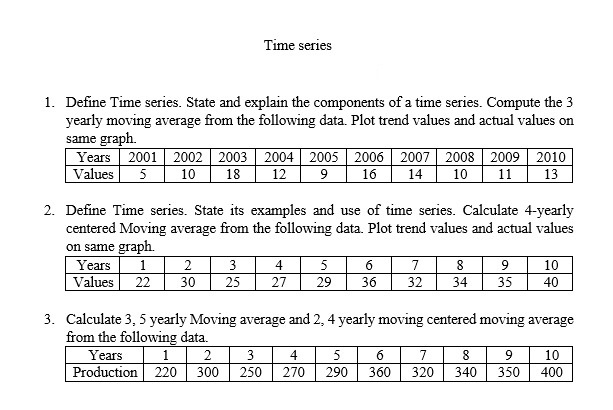 Time series
1. Define Time series. State and explain the components of a time series. Compute the 3
yearly moving average from the following data. Plot trend values and actual values on
same graph.
Years 2001 2002 2003 2004 2005 2006 2007 2008 2009 2010
Values 5 10 18 12 9 16 14 10 11 13
2. Define Time series. State its examples and use of time series. Calculate 4-yearly
centered Moving average from the following data. Plot trend values and actual values
on same graph.
Years 1 2 3 4 5 6 7 8 9 10
Values 22 30 25 27 29 36 32 34 35 40
3. Calculate 3, 5 yearly Moving average and 2, 4 yearly moving centered moving average
from the following data.
Years 1 2 3 4 5 6 7 8 9 10
Production 220 300 250 270 290 360 320 340 350 400